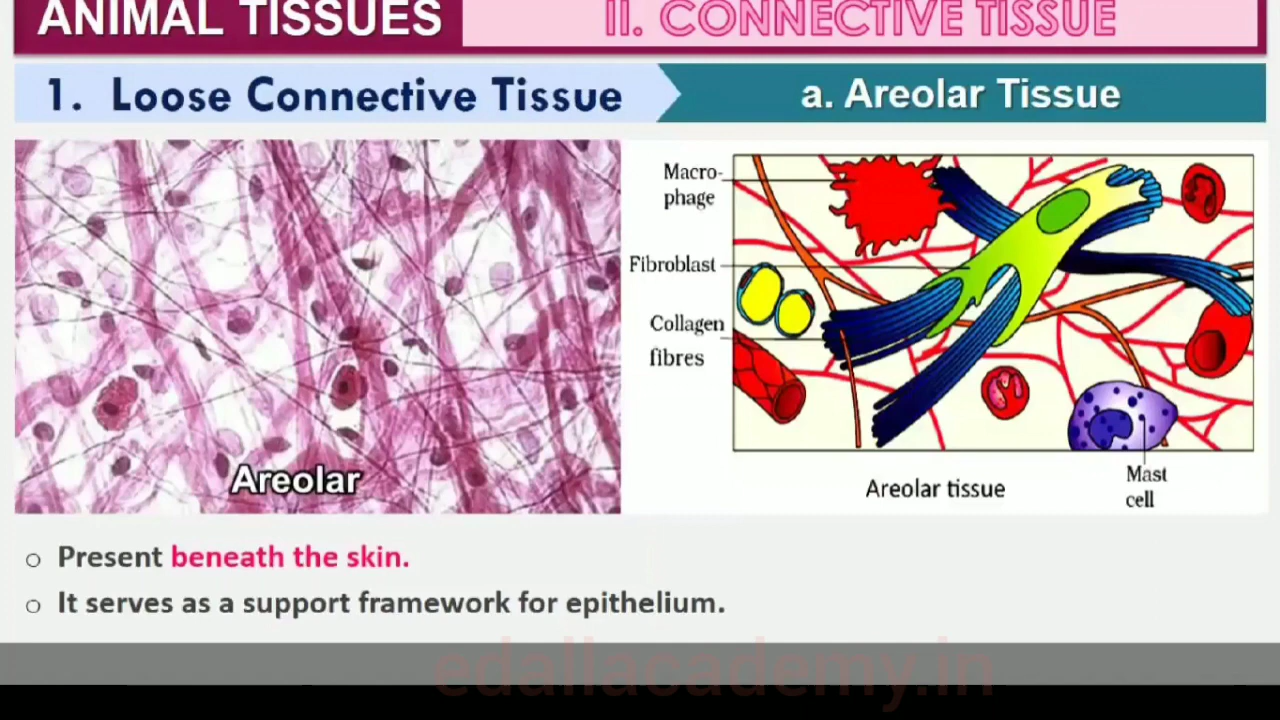 ANIMAL TISSUES
II. CONNECTIVE TISSUE
1. Loose Connective Tissue
a. Areolar Tissue
Areolar
Macro-
phage
Fibroblast
Collagen
fibres
Mast
cell
Areolar tissue
○ Present beneath the skin.
○ It serves as a support framework for epithelium.
edallacademy.in